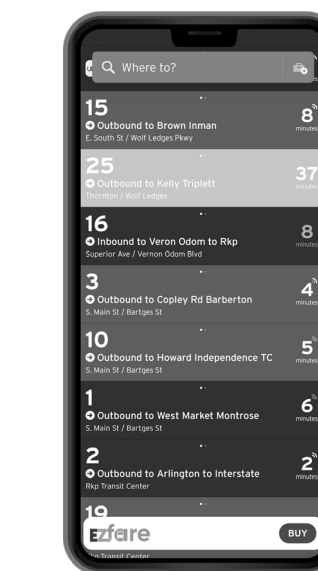 Where to?
15
Outbound to Brown Inman
E. South St / Wolf Ledges Pkwy
8
minutes
25
Outbound to Kelly Triplett
Thornton / Wolf Ledges
37
minutes
16
Inbound to Veron Odom to Rkp
Superior Ave / Vernon Odom Blvd
8
minutes
3
Outbound to Copley Rd Barberton
S. Main St / Bartges St
4
minutes
10
Outbound to Howard Independence TC
S. Main St / Bartges St
5
minutes
1
Outbound to West Market Montrose
S. Main St / Bartges St
6
minutes
2
Outbound to Arlington to Interstate
Rkp Transit Center
2
minutes
19
Ezfare
BUY
Rkp Transit Center